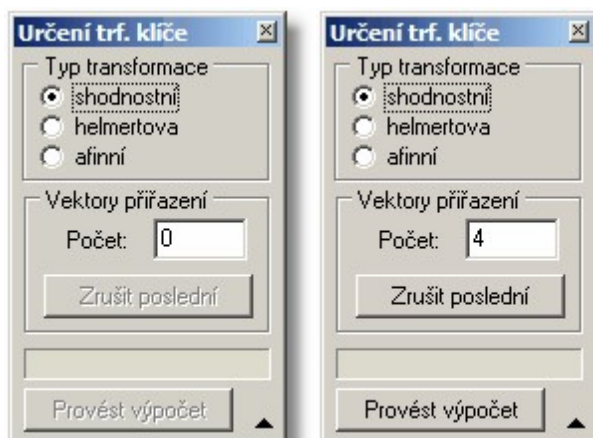 Určení trf. klíče
Typ transformace
shodnostní
helmertova
afinní
Vektory přiřazení
Počet: 0
Zrušit poslední
Provést výpočet
Určení trf. klíče
Typ transformace
shodnostní
helmertova
afinní
Vektory přiřazení
Počet: 4
Zrušit poslední
Provést výpočet